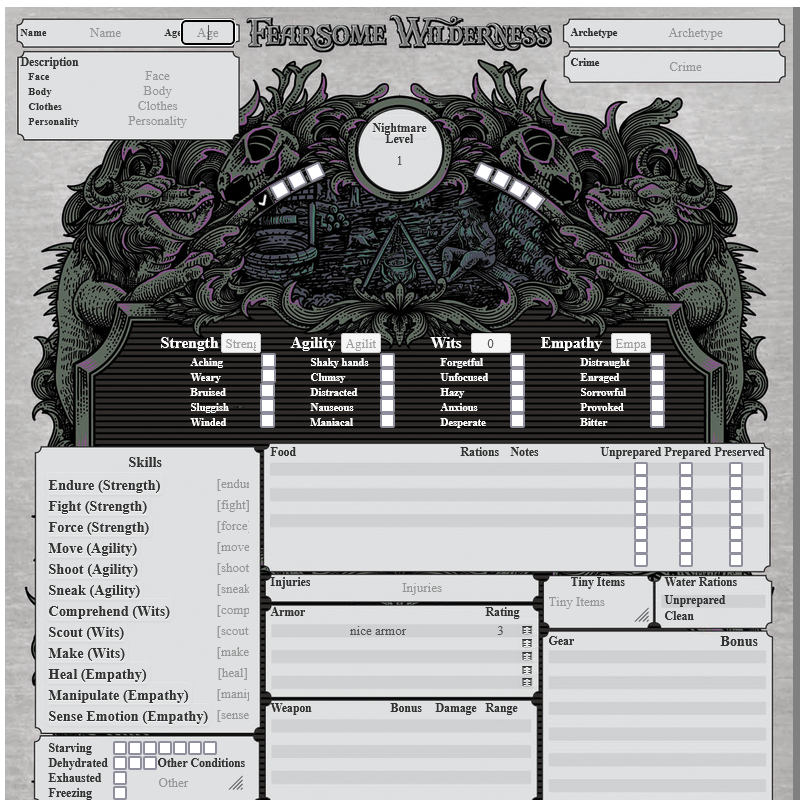 Name Name Age Age
FEARSOME WILDERNESS
Archetype Archetype
Crime Crime
Description
Face Face
Body Body
Clothes Clothes
Personality Personality
Nightmare
Level
1
Strength Streng Agility Agilit Wits 0 Empathy Empa
Aching Shaky hands Forgetful Distraught
Weary Clumsy Unfocused Enraged
Bruised Distracted Hazy Sorrowful
Sluggish Nauseous Anxious Provoked
Winded Maniacal Desperate Bitter
Skills
Endure (Strength) [endur
Fight (Strength) [fight]
Force (Strength) [force
Move (Agility) [move
Shoot (Agility) [shoot
Sneak (Agility) [sneak
Comprehend (Wits) [comp
Scout (Wits) [scout
Make (Wits) [make
Heal (Empathy) [heal]
Manipulate (Empathy) [manip
Sense Emotion (Empathy) [sense
Starving
Dehydrated Other Conditions
Exhausted Other
Freezing
Food Rations Notes Unprepared Prepared Preserved
Injuries Injuries
Armor Rating
nice armor 3
Weapon Bonus Damage Range
Tiny Items
Tiny Items
Water Rations
Unprepared
Clean
Gear Bonus